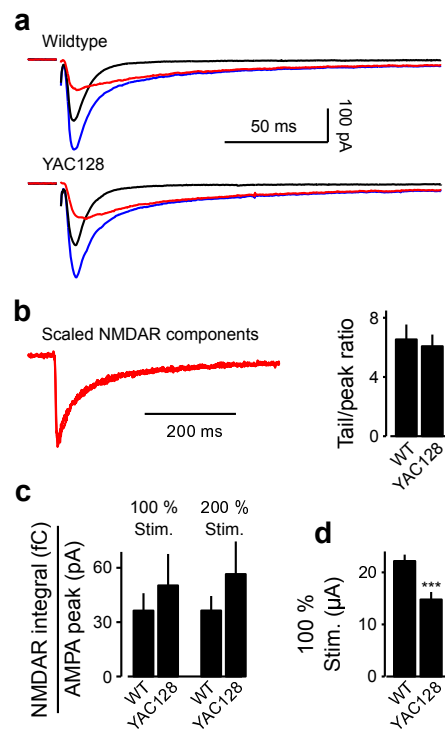 a
Wildtype
50 ms
100 pA
YAC128
b
Scaled NMDAR components
200 ms
Tail/peak ratio
8
4
0
WT
YAC128
c
NMDAR integral (fC)
AMPA peak (pA)
100 %
Stim.
200 %
Stim.
60
30
0
WT
YAC128
WT
YAC128
d
100 %
Stim. (µA)
20
10
0
***
WT
YAC128